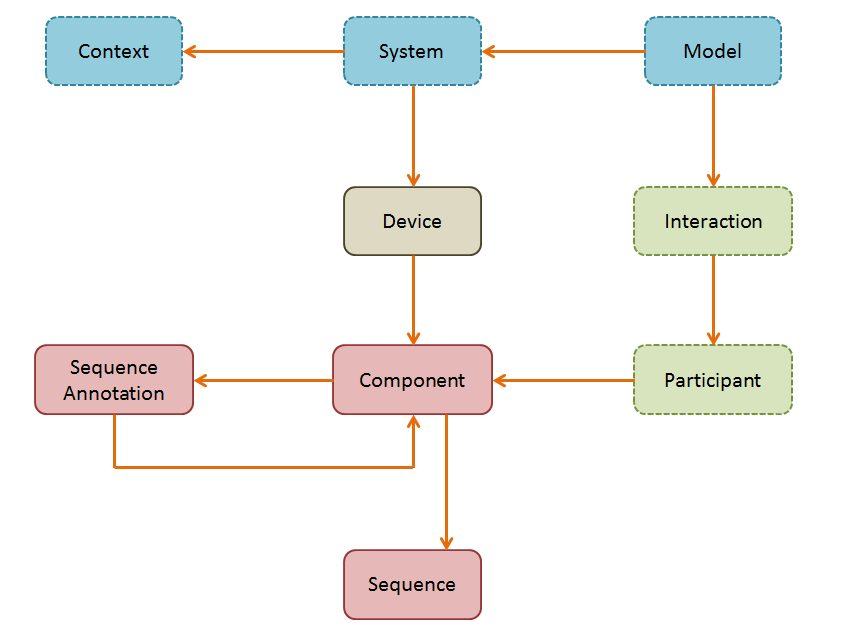 Context
System
Model
Device
Interaction
Sequence
Annotation
Component
Participant
Sequence